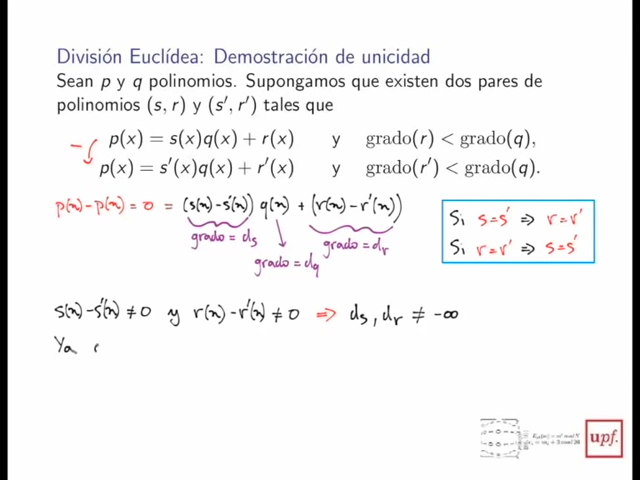 División Euclídea: Demostración de unicidad
Sean p y q polinomios. Supongamos que existen dos pares de
polinomios (s, r) y (s′, r′) tales que
p(x) = s(x)q(x) + r(x) y grado(r) < grado(q),
p(x) = s′(x)q(x) + r′(x) y grado(r′) < grado(q).
p(x)-p(x) = 0 = (s(x)-s'(x)) q(x) + (r(x)-r'(x))
grado = ds
grado = dq
grado = dr
Si s=s' ⇒ r=r'
Si r=r' ⇒ s=s'
s(x)-s'(x) ≠ 0 y r(x)-r'(x) ≠ 0 ⇒ ds, dr ≠ -∞
Ya
upf.